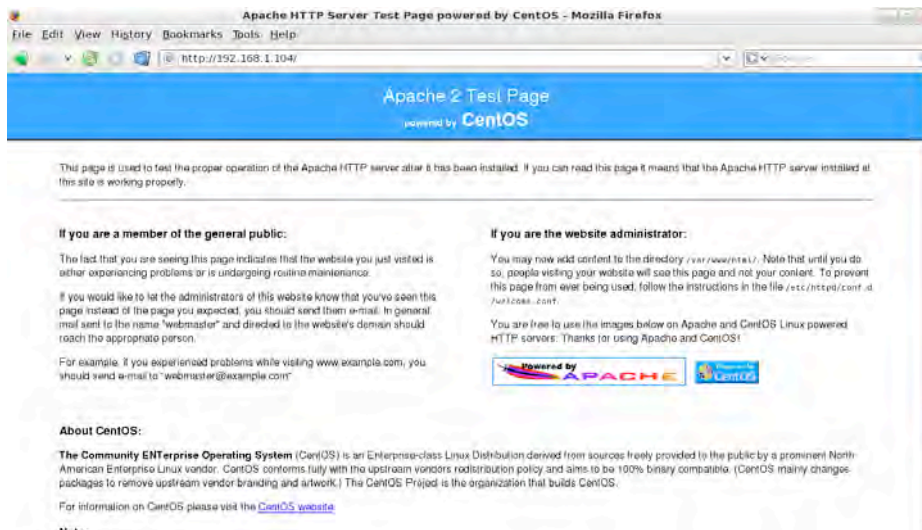 Apache HTTP Server Test Page powered by CentOS - Mozilla Firefox
File Edit View History Bookmarks Tools Help
http://192.168.1.104/
Apache 2 Test Page
powered by CentOS
This page is used to test the proper operation of the Apache HTTP server after it has been installed. If you can read this page it means that the Apache HTTP server installed at
this site is working properly.
If you are a member of the general public:
The fact that you are seeing this page indicates that the website you just visited is
either experiencing problems or is undergoing routine maintenance.
If you would like to let the administrators of this website know that you've seen this
page instead of the page you expected, you should send them e-mail. In general
mail sent to the name "webmaster" and directed to the website's domain should
reach the appropriate person.
For example, if you experienced problems while visiting www.example.com, you
should send e-mail to "webmaster@example.com"
If you are the website administrator:
You may now add content to the directory /var/www/html/. Note that until you do
so, people visiting your website will see this page and not your content. To prevent
this page from ever being used, follow the instructions in the file /etc/httpd/conf.d
/welcome.conf.
You are free to use the images below on Apache and CentOS Linux powered
HTTP servers. Thanks for using Apache and CentOS!
Powered by
APACHE
CentOS
About CentOS:
The Community ENTerprise Operating System (CentOS) is an Enterprise-class Linux Distribution derived from sources freely provided to the public by a prominent North
American Enterprise Linux vendor. CentOS conforms fully with the upstream vendors redistribution policy and aims to be 100% binary compatible. (CentOS mainly changes
packages to remove upstream vendor branding and artwork.) The CentOS Project is the organization that builds CentOS.
For information on CentOS please visit the CentOS website